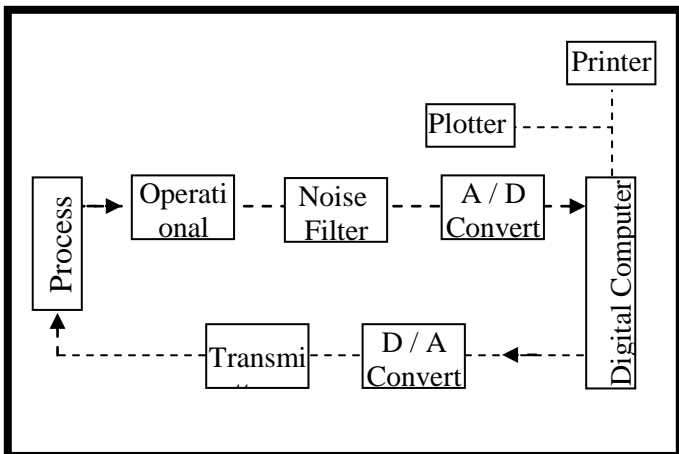 Printer
Plotter
Process
Operati
onal
Noise
Filter
A / D
Convert
Digital Computer
Transmi
D / A
Convert